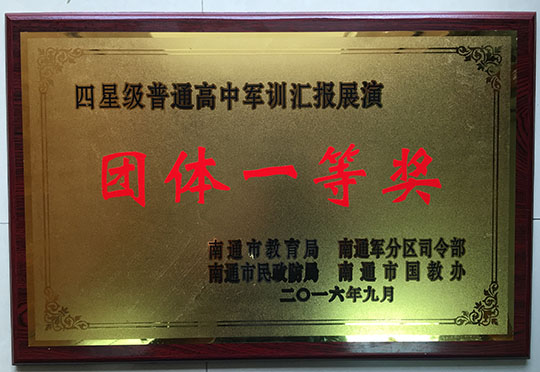 四星级普通高中军训汇报展演
团体一等奖
南通市教育局 南通军分区司令部
南通市民政防局 南通市国教办
二〇一六年九月